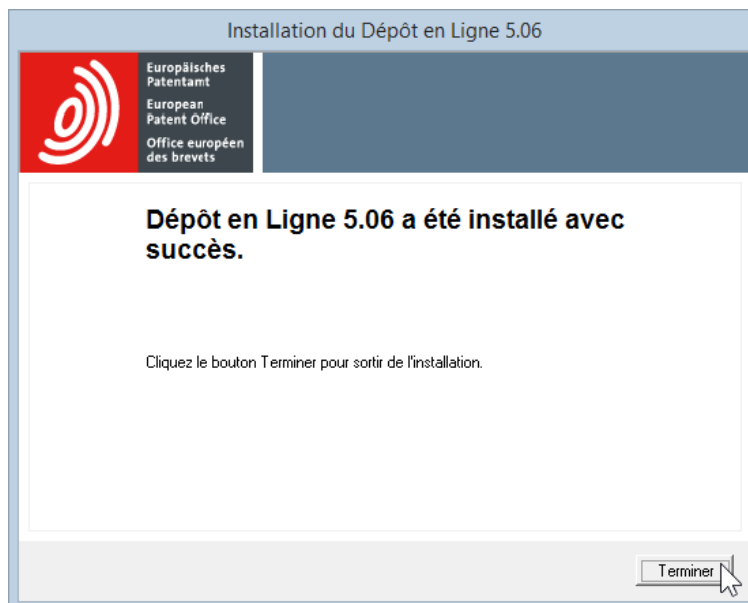 Installation du Dépôt en Ligne 5.06
Europäisches
Patentamt
European
Patent Office
Office européen
des brevets
Dépôt en Ligne 5.06 a été installé avec
succès.
Cliquez le bouton Terminer pour sortir de l'installation.
Terminer